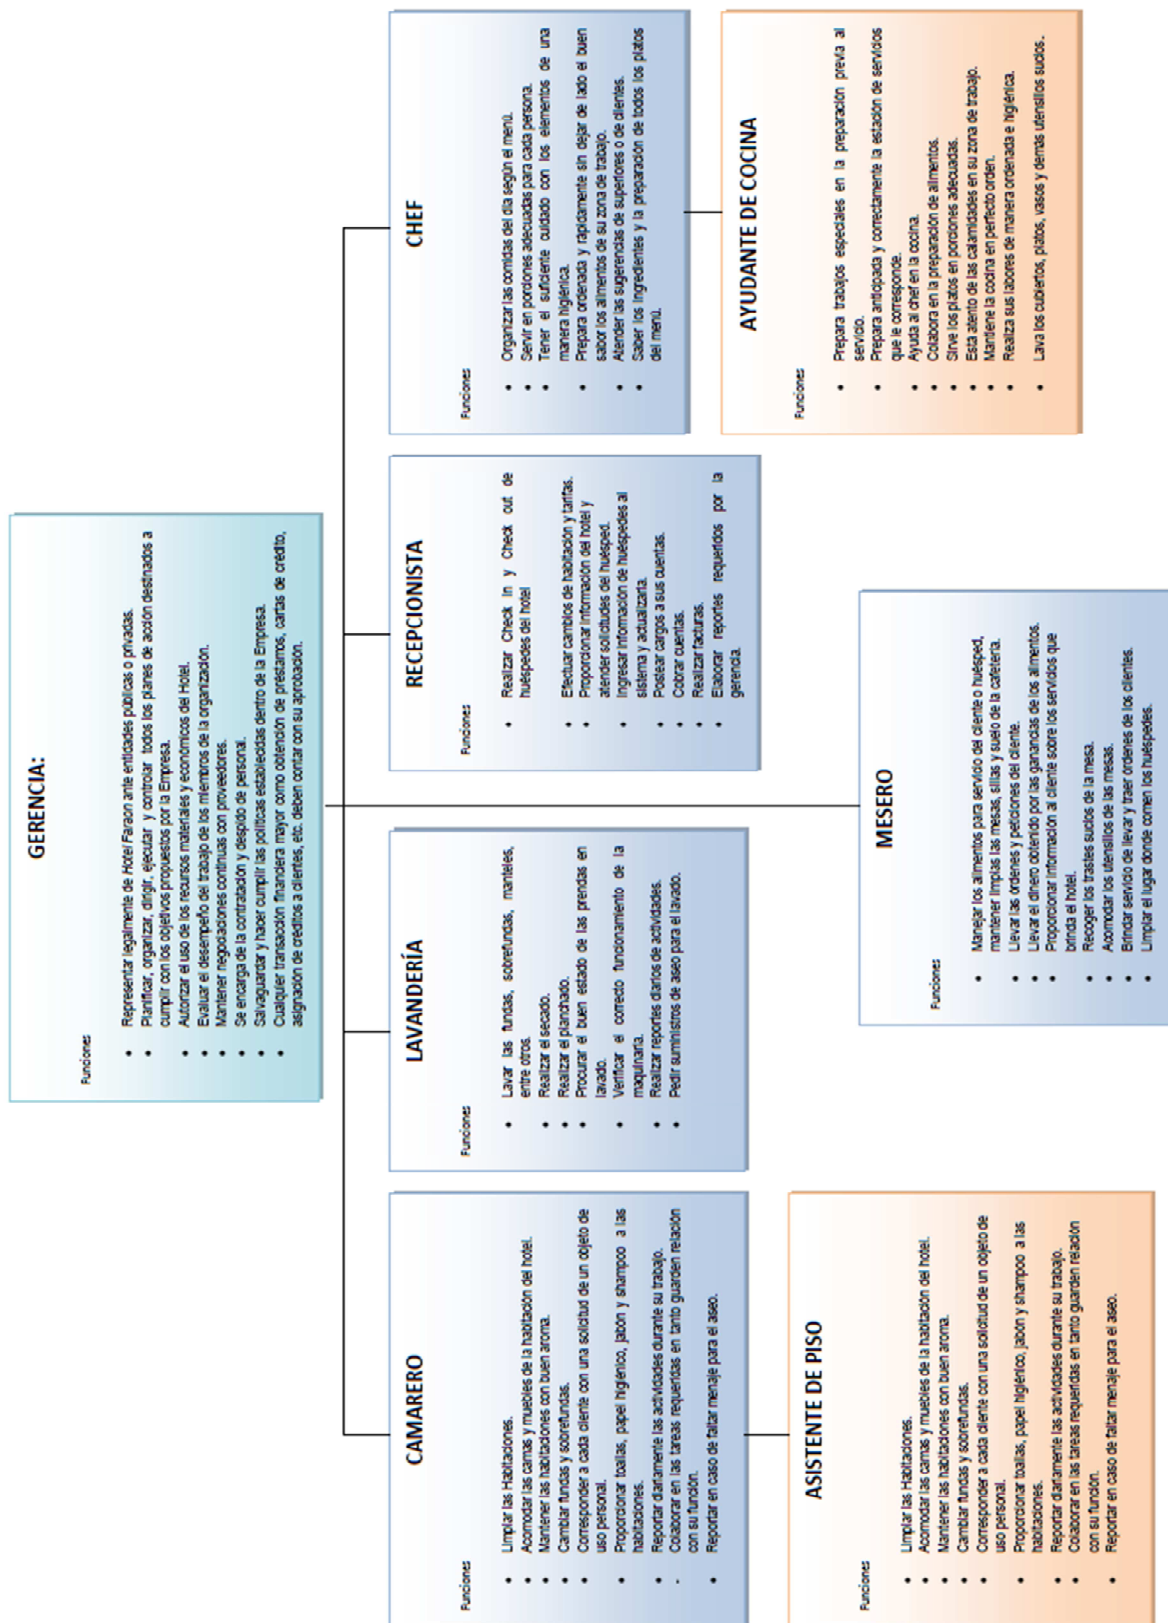 GERENCIA:
Funciones
• Representar legalmente de Hotel Faraon ante entidades públicas o privadas.
• Planificar, organizar, dirigir, ejecutar y controlar todos los planes de acción destinados a
cumplir con los objetivos propuestos por la Empresa.
• Autorizar el uso de los recursos materiales y económicos del Hotel.
• Evaluar el desempeño del trabajo de los miembros de la organización.
• Mantener negociaciones continuas con proveedores.
• Se encarga de la contratación y despido de personal.
• Salvaguardar y hacer cumplir las políticas establecidas dentro de la Empresa.
• Cualquier transacción financiera mayor como obtención de préstamos, cartas de crédito,
asignación de créditos a clientes, etc. deben contar con su aprobación.
CAMARERO
Funciones
• Limpiar las Habitaciones.
• Acomodar las camas y muebles de la habitación del hotel.
• Mantener las habitaciones con buen aroma.
• Cambiar fundas y sobrefundas.
• Corresponder a cada cliente con una solicitud de un objeto de
uso personal.
• Proporcionar toallas, papel higiénico, jabón y shampoo a las
habitaciones.
• Reportar diariamente las actividades durante su trabajo.
- Colaborar en las tareas requeridas en tanto guarden relación
con su función.
• Reportar en caso de faltar menaje para el aseo.
LAVANDERÍA
Funciones
• Lavar las fundas, sobrefundas, manteles,
entre otros.
• Realizar el secado.
• Realizar el planchado.
• Procurar el buen estado de las prendas en
lavado.
• Verificar el correcto funcionamiento de la
maquinaria.
• Realizar reportes diarios de actividades.
• Pedir suministros de aseo para el lavado.
RECEPCIONISTA
Funciones
• Realizar Check in y Check out de
huéspedes del hotel
• Efectuar cambios de habitación y tarifas.
• Proporcionar información del hotel y
atender solicitudes del huésped.
• Ingresar información de huéspedes al
sistema y actualizarla.
• Postear cargos a sus cuentas.
• Cobrar cuentas.
• Realizar facturas.
• Elaborar reportes requeridos por la
gerencia.
CHEF
Funciones
• Organizar las comidas del día según el menú.
• Servir en porciones adecuadas para cada persona.
• Tener el suficiente cuidado con los elementos de una
manera higiénica.
• Prepara ordenada y rápidamente sin dejar de lado el buen
sabor los alimentos de su zona de trabajo.
• Atender las sugerencias de superiores o de clientes.
• Saber los ingredientes y la preparación de todos los platos
del menú.
ASISTENTE DE PISO
Funciones
• Limpiar las Habitaciones.
• Acomodar las camas y muebles de la habitación del hotel.
• Mantener las habitaciones con buen aroma.
• Cambiar fundas y sobrefundas.
• Corresponder a cada cliente con una solicitud de un objeto de
uso personal.
• Proporcionar toallas, papel higiénico, jabón y shampoo a las
habitaciones.
• Reportar diariamente las actividades durante su trabajo.
• Colaborar en las tareas requeridas en tanto guarden relación
con su función.
• Reportar en caso de faltar menaje para el aseo.
MESERO
Funciones
• Manejar los alimentos para servicio del cliente o huésped,
mantener limpias las mesas, sillas y suelo de la cafetería.
• Llevar las órdenes y peticiones del cliente.
• Llevar el dinero obtenido por las ganancias de los alimentos.
• Proporcionar información al cliente sobre los servicios que
brinda el hotel.
• Recoger los trastes sucios de la mesa.
• Acomodar los utensilios de las mesas.
• Brindar servicio de llevar y traer órdenes de los clientes.
• Limpiar el lugar donde comen los huéspedes.
AYUDANTE DE COCINA
Funciones
• Prepara trabajos especiales en la preparación previa al
servicio.
• Prepara anticipada y correctamente la estación de servicios
que le corresponde.
• Ayuda al chef en la cocina.
• Colabora en la preparación de alimentos.
• Sirve los platos en porciones adecuadas.
• Esta atento de las calamidades en su zona de trabajo.
• Mantiene la cocina en perfecto orden.
• Realiza sus labores de manera ordenada e higiénica.
• Lava los cubiertos, platos, vasos y demas utensilios sucios.